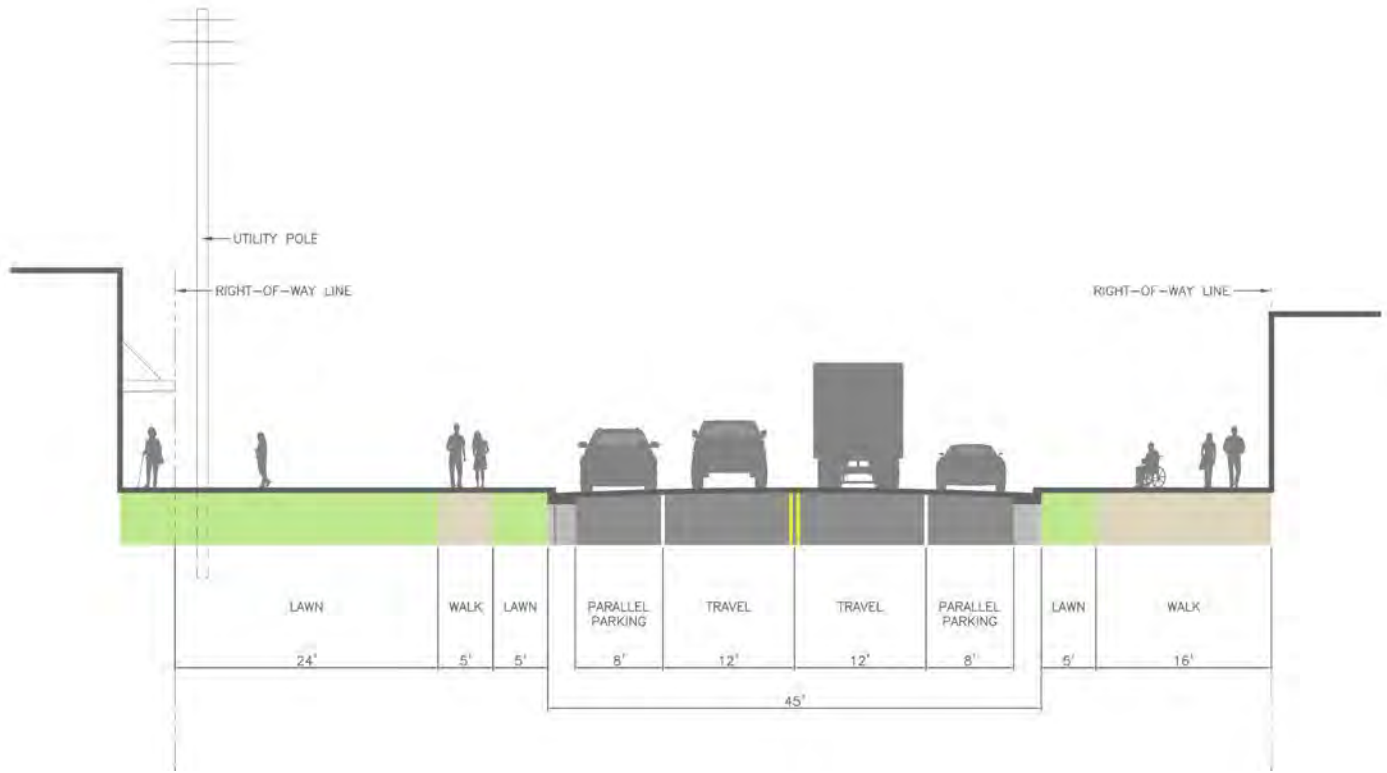 UTILITY POLE
RIGHT-OF-WAY LINE
RIGHT-OF-WAY LINE
LAWN
WALK
LAWN
PARALLEL
PARKING
TRAVEL
TRAVEL
PARALLEL
PARKING
LAWN
WALK
24'
5'
5'
8'
12'
12'
8'
5'
16'
45'